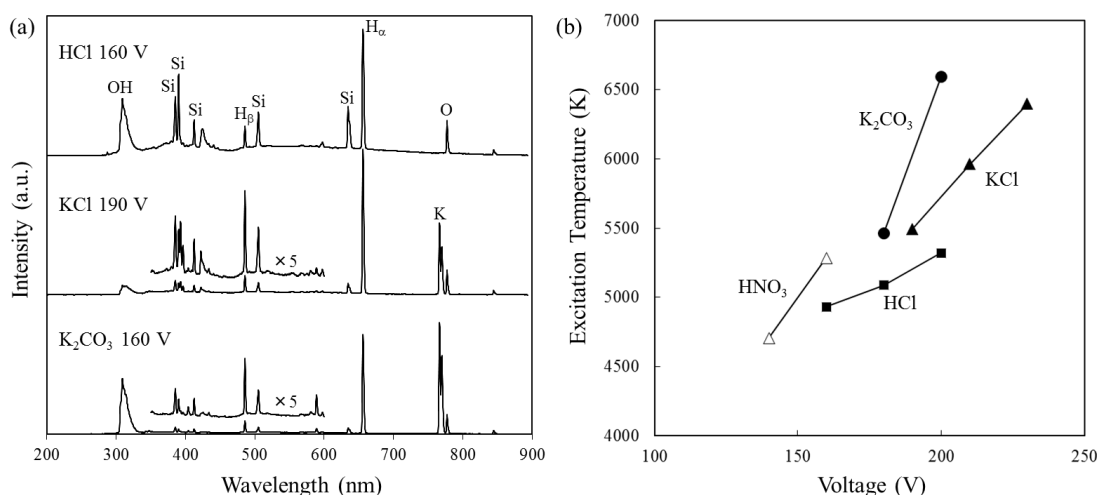 (a)
HCl 160 V
OH
Si
Si
Si
Hβ
Si
Si
Hα
O
KCl 190 V
× 5
K
K2CO3 160 V
× 5
Intensity (a.u.)
200 300 400 500 600 700 800 900
Wavelength (nm)
(b)
7000
6500
6000
5500
5000
4500
4000
Excitation Temperature (K)
K2CO3
KCl
HNO3
HCl
100 150 200 250
Voltage (V)